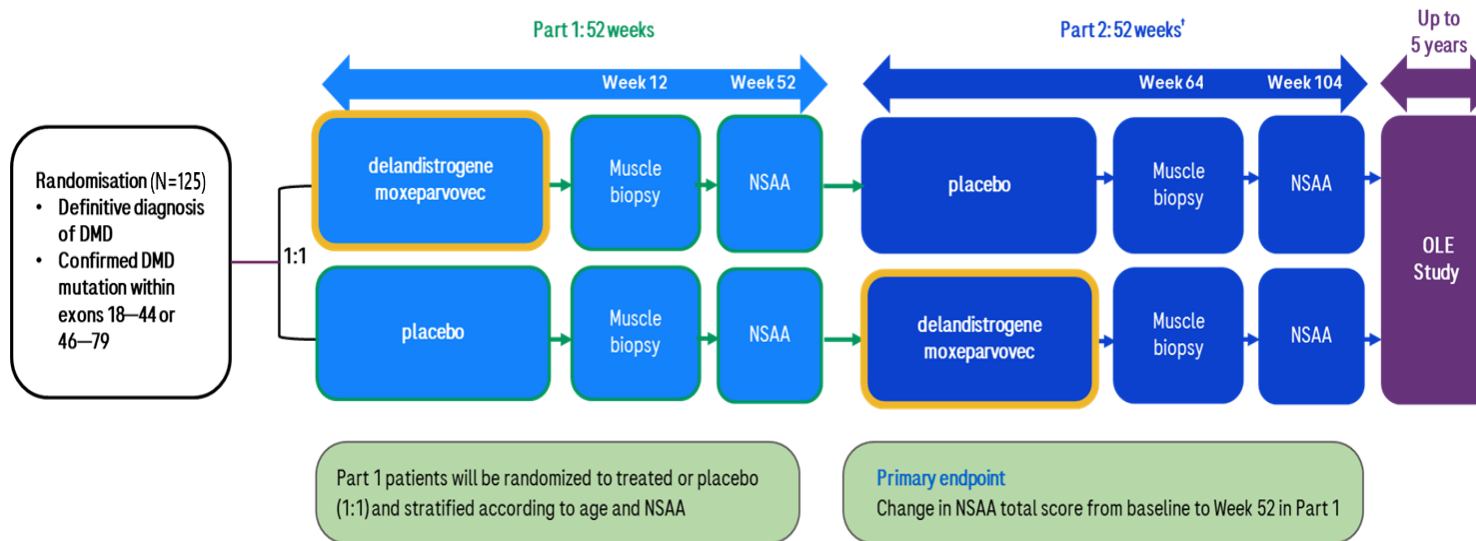 Part 1: 52 weeks
Part 2: 52 weeks†
Up to
5 years
Week 12
Week 52
Week 64
Week 104
Randomisation (N=125)
• Definitive diagnosis
of DMD
• Confirmed DMD
mutation within
exons 18–44 or
46–79
1:1
delandistrogene
moxeparvovec
Muscle
biopsy
NSAA
placebo
Muscle
biopsy
NSAA
placebo
Muscle
biopsy
NSAA
delandistrogene
moxeparvovec
Muscle
biopsy
NSAA
OLE
Study
Part 1 patients will be randomized to treated or placebo
(1:1) and stratified according to age and NSAA
Primary endpoint
Change in NSAA total score from baseline to Week 52 in Part 1